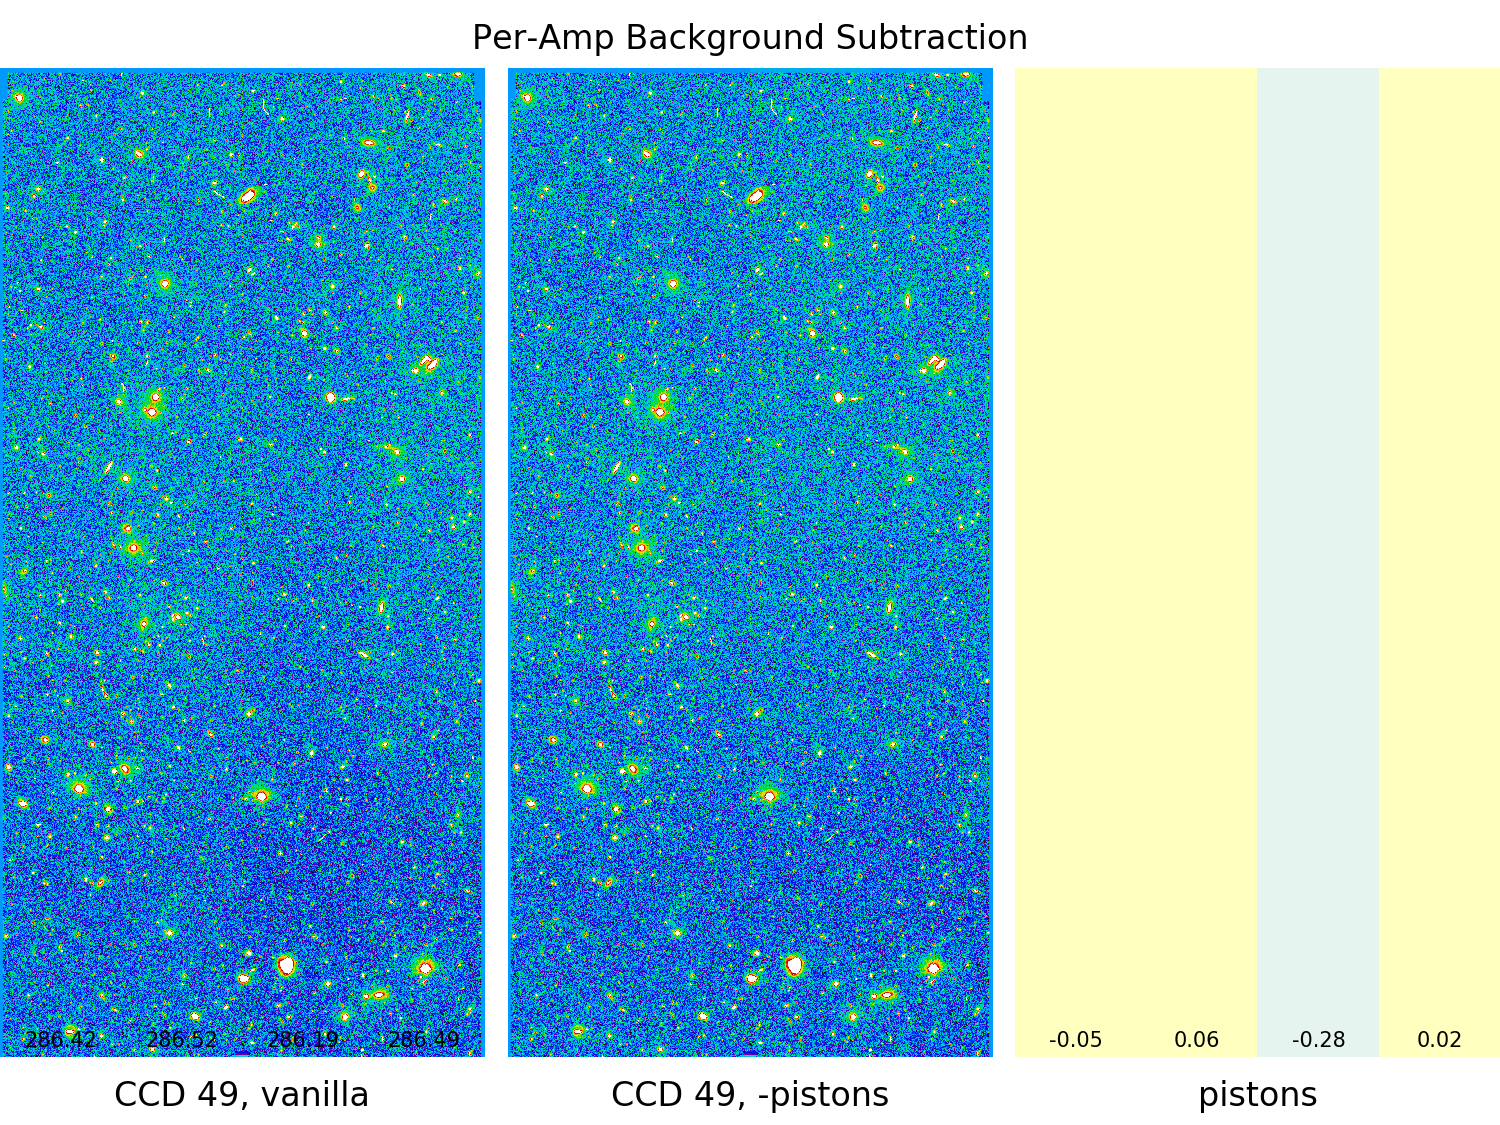 Per-Amp Background Subtraction
286.42 286.52 286.19 286.49
-0.05 0.06 -0.28 0.02
CCD 49, vanilla
CCD 49, -pistons
pistons